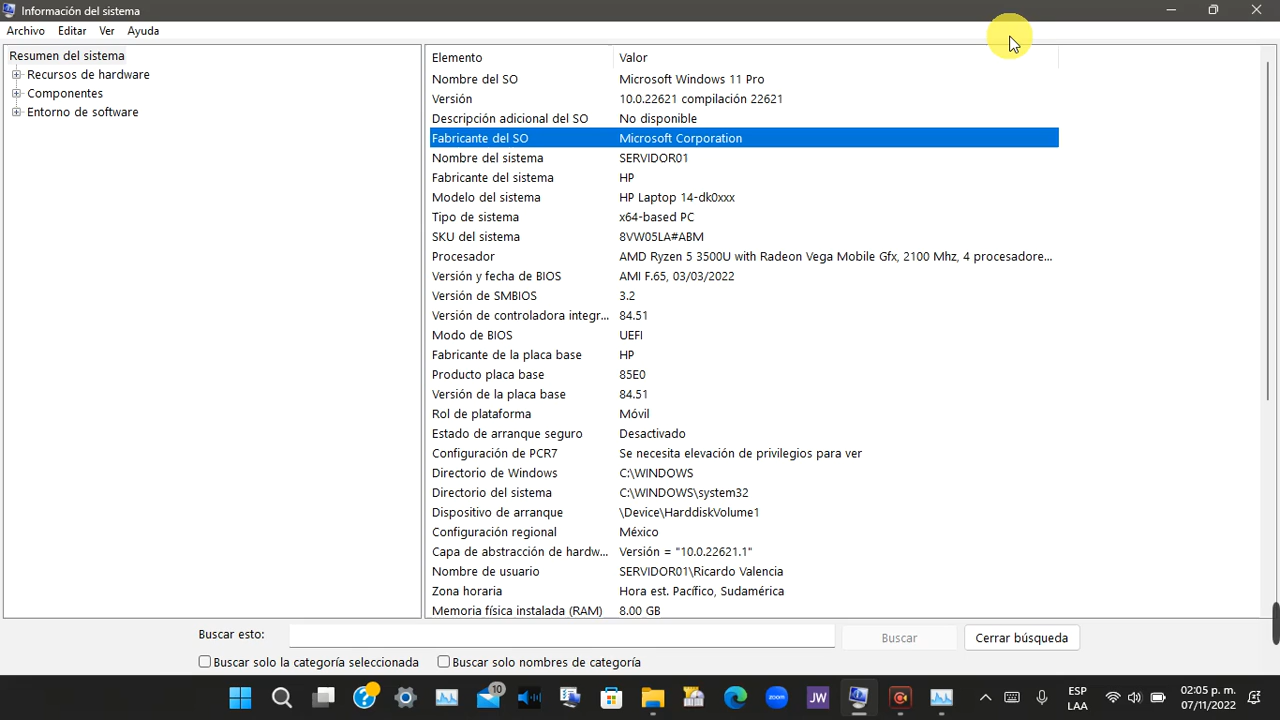 Información del sistema
Archivo Editar Ver Ayuda
Resumen del sistema
Recursos de hardware
Componentes
Entorno de software
Elemento Valor
Nombre del SO Microsoft Windows 11 Pro
Versión 10.0.22621 compilación 22621
Descripción adicional del SO No disponible
Fabricante del SO Microsoft Corporation
Nombre del sistema SERVIDOR01
Fabricante del sistema HP
Modelo del sistema HP Laptop 14-dk0xxx
Tipo de sistema x64-based PC
SKU del sistema 8VW05LA#ABM
Procesador AMD Ryzen 5 3500U with Radeon Vega Mobile Gfx, 2100 Mhz, 4 procesadore...
Versión y fecha de BIOS AMI F.65, 03/03/2022
Versión de SMBIOS 3.2
Versión de controladora integr... 84.51
Modo de BIOS UEFI
Fabricante de la placa base HP
Producto placa base 85E0
Versión de la placa base 84.51
Rol de plataforma Móvil
Estado de arranque seguro Desactivado
Configuración de PCR7 Se necesita elevación de privilegios para ver
Directorio de Windows C:\WINDOWS
Directorio del sistema C:\WINDOWS\system32
Dispositivo de arranque \Device\HarddiskVolume1
Configuración regional México
Capa de abstracción de hardw... Versión = "10.0.22621.1"
Nombre de usuario SERVIDOR01\Ricardo Valencia
Zona horaria Hora est. Pacífico, Sudamérica
Memoria física instalada (RAM) 8.00 GB
Buscar esto: Buscar Cerrar búsqueda
Buscar solo la categoría seleccionada Buscar solo nombres de categoría
10 zoom JW ESP 02:05 p. m.
LAA 07/11/2022